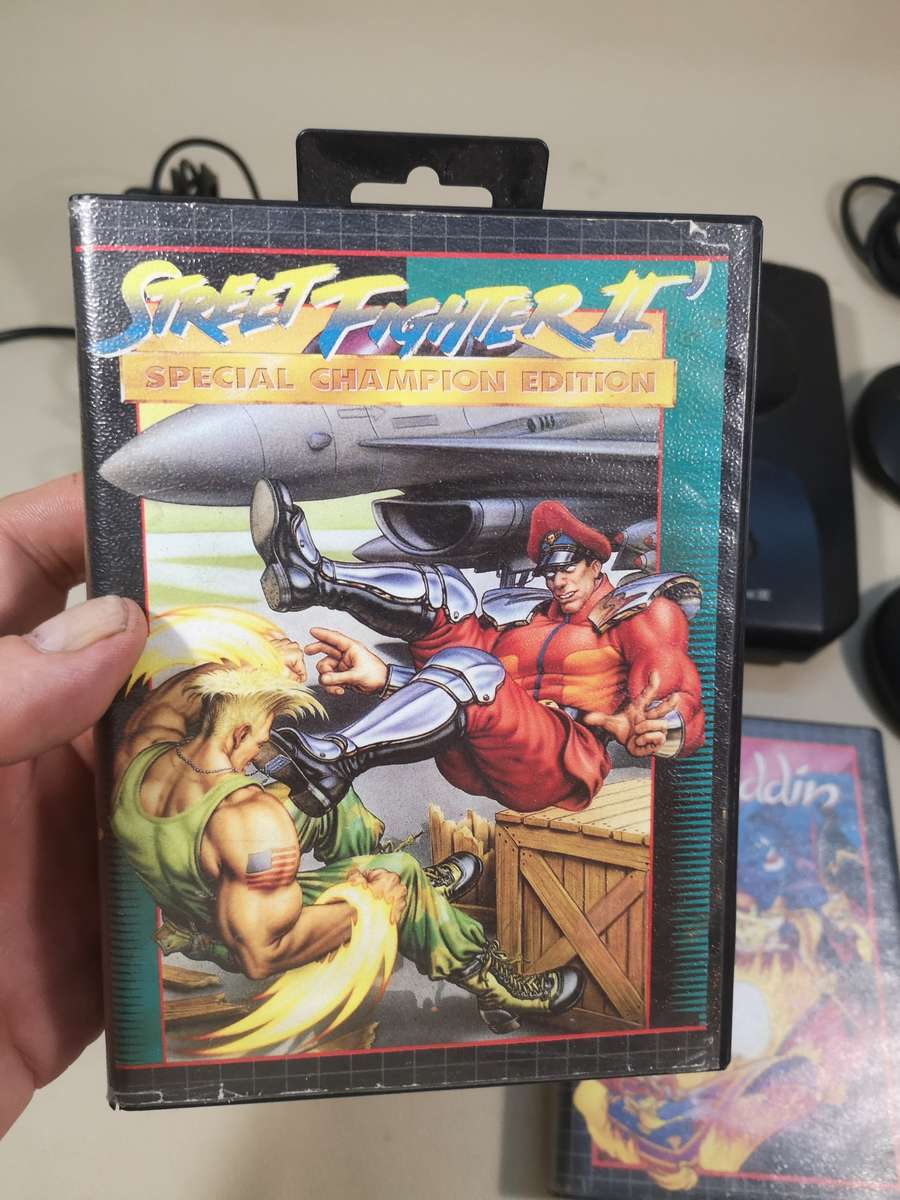 STREET FIGHTER II'
SPECIAL CHAMPION EDITION
ddin